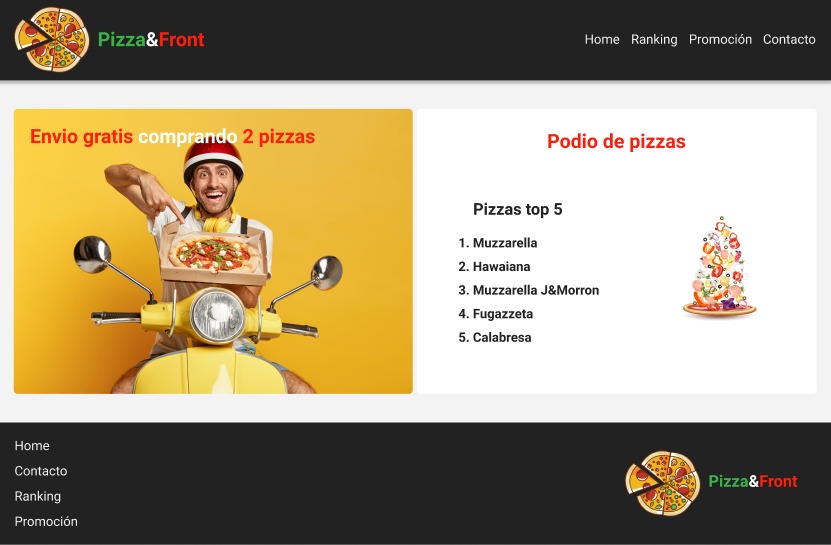 Pizza&Front
Home Ranking Promoción Contacto
Envio gratis comprando 2 pizzas
Podio de pizzas
Pizzas top 5
1. Muzzarella
2. Hawaiana
3. Muzzarella J&Morron
4. Fugazzeta
5. Calabresa
Home
Contacto
Ranking
Promoción
Pizza&Front